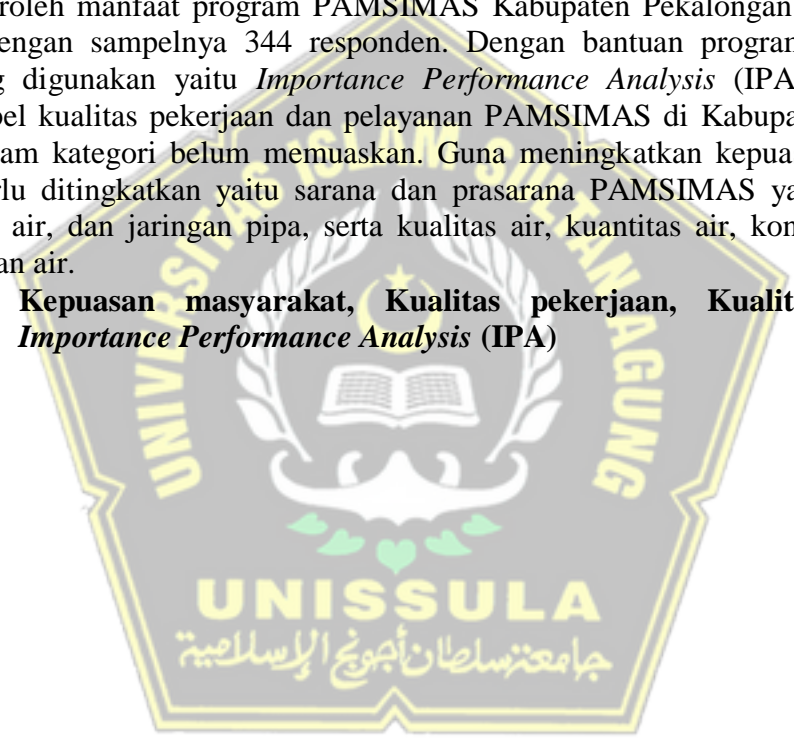 roleh manfaat program PAMSIMAS Kabupaten Pekalongan
engan sampelnya 344 responden. Dengan bantuan program
g digunakan yaitu Importance Performance Analysis (IPA
bel kualitas pekerjaan dan pelayanan PAMSIMAS di Kabupa
am kategori belum memuaskan. Guna meningkatkan kepua
rlu ditingkatkan yaitu sarana dan prasarana PAMSIMAS ya
air, dan jaringan pipa, serta kualitas air, kuantitas air, kon
an air.
Kepuasan masyarakat, Kualitas pekerjaan, Kualit
Importance Performance Analysis (IPA)
UNIVERSITAS ISLAM SULTAN AGUNG
UNISSULA
جامعة سلطان أجونج الإسلامية